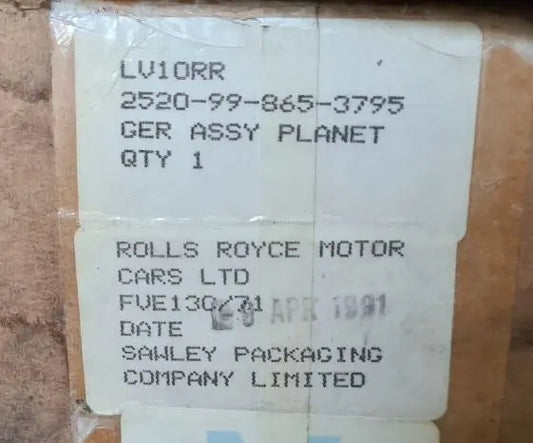 LV10RR
2520-99-865-3795
GER ASSY PLANET
QTY 1
ROLLS ROYCE MOTOR
CARS LTD
FVE130/71
DATE APR 1991
SAWLEY PACKAGING
COMPANY LIMITED